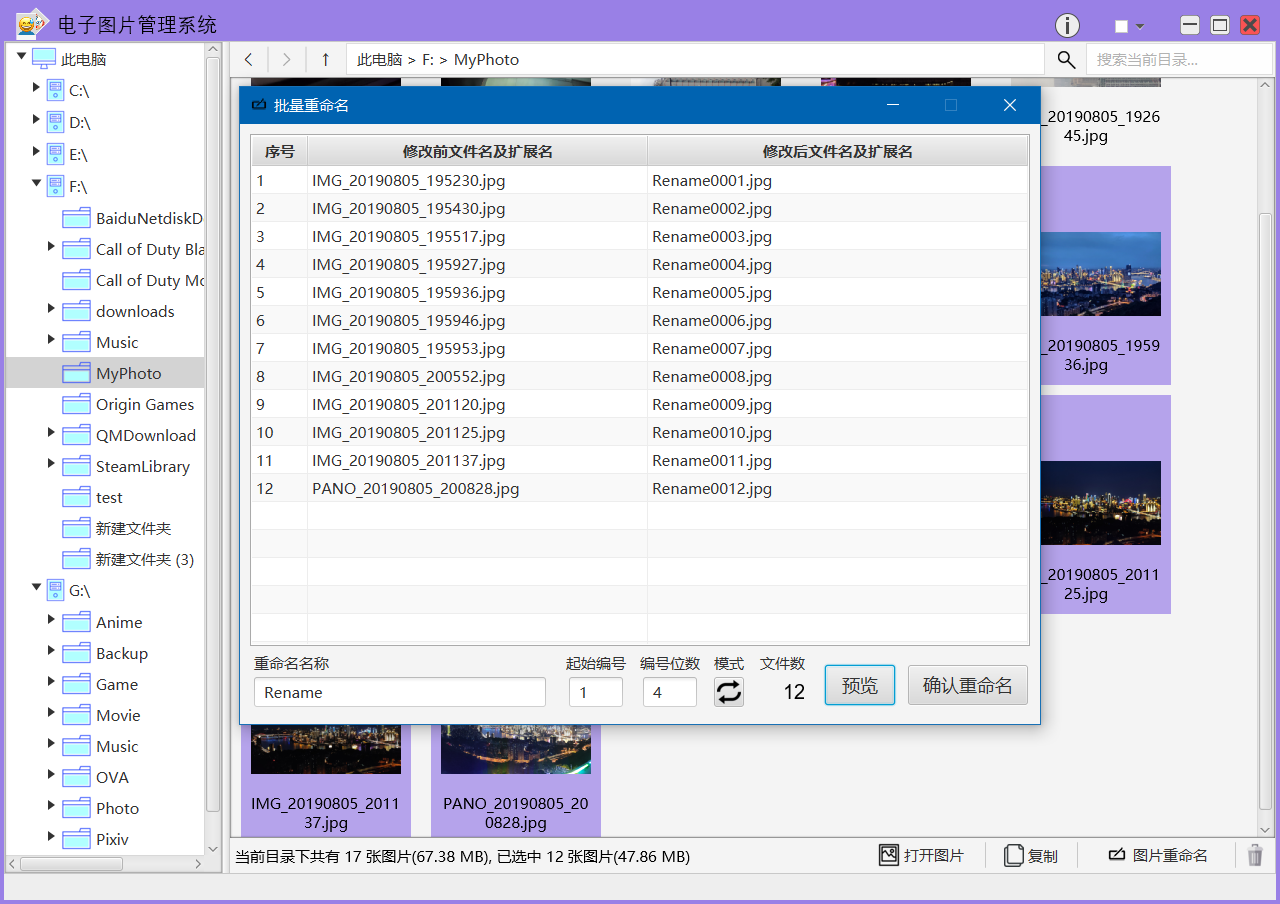 电子图片管理系统
此电脑
C:\
D:\
E:\
F:\
BaiduNetdiskD
Call of Duty Bla
Call of Duty Mo
downloads
Music
MyPhoto
Origin Games
QMDownload
SteamLibrary
test
新建文件夹
新建文件夹 (3)
G:\
Anime
Backup
Game
Movie
Music
OVA
Photo
Pixiv
此电脑 > F: > MyPhoto
搜索当前目录...
批量重命名
序号 修改前文件名及扩展名 修改后文件名及扩展名
1 IMG_20190805_195230.jpg Rename0001.jpg
2 IMG_20190805_195430.jpg Rename0002.jpg
3 IMG_20190805_195517.jpg Rename0003.jpg
4 IMG_20190805_195927.jpg Rename0004.jpg
5 IMG_20190805_195936.jpg Rename0005.jpg
6 IMG_20190805_195946.jpg Rename0006.jpg
7 IMG_20190805_195953.jpg Rename0007.jpg
8 IMG_20190805_200552.jpg Rename0008.jpg
9 IMG_20190805_201120.jpg Rename0009.jpg
10 IMG_20190805_201125.jpg Rename0010.jpg
11 IMG_20190805_201137.jpg Rename0011.jpg
12 PANO_20190805_200828.jpg Rename0012.jpg
重命名名称 起始编号 编号位数 模式 文件数
Rename 1 4 12 预览 确认重命名
_20190805_1926
45.jpg
_20190805_1959
36.jpg
_20190805_2011
25.jpg
IMG_20190805_2011
37.jpg
PANO_20190805_20
0828.jpg
当前目录下共有 17 张图片(67.38 MB), 已选中 12 张图片(47.86 MB)
打开图片 复制 图片重命名